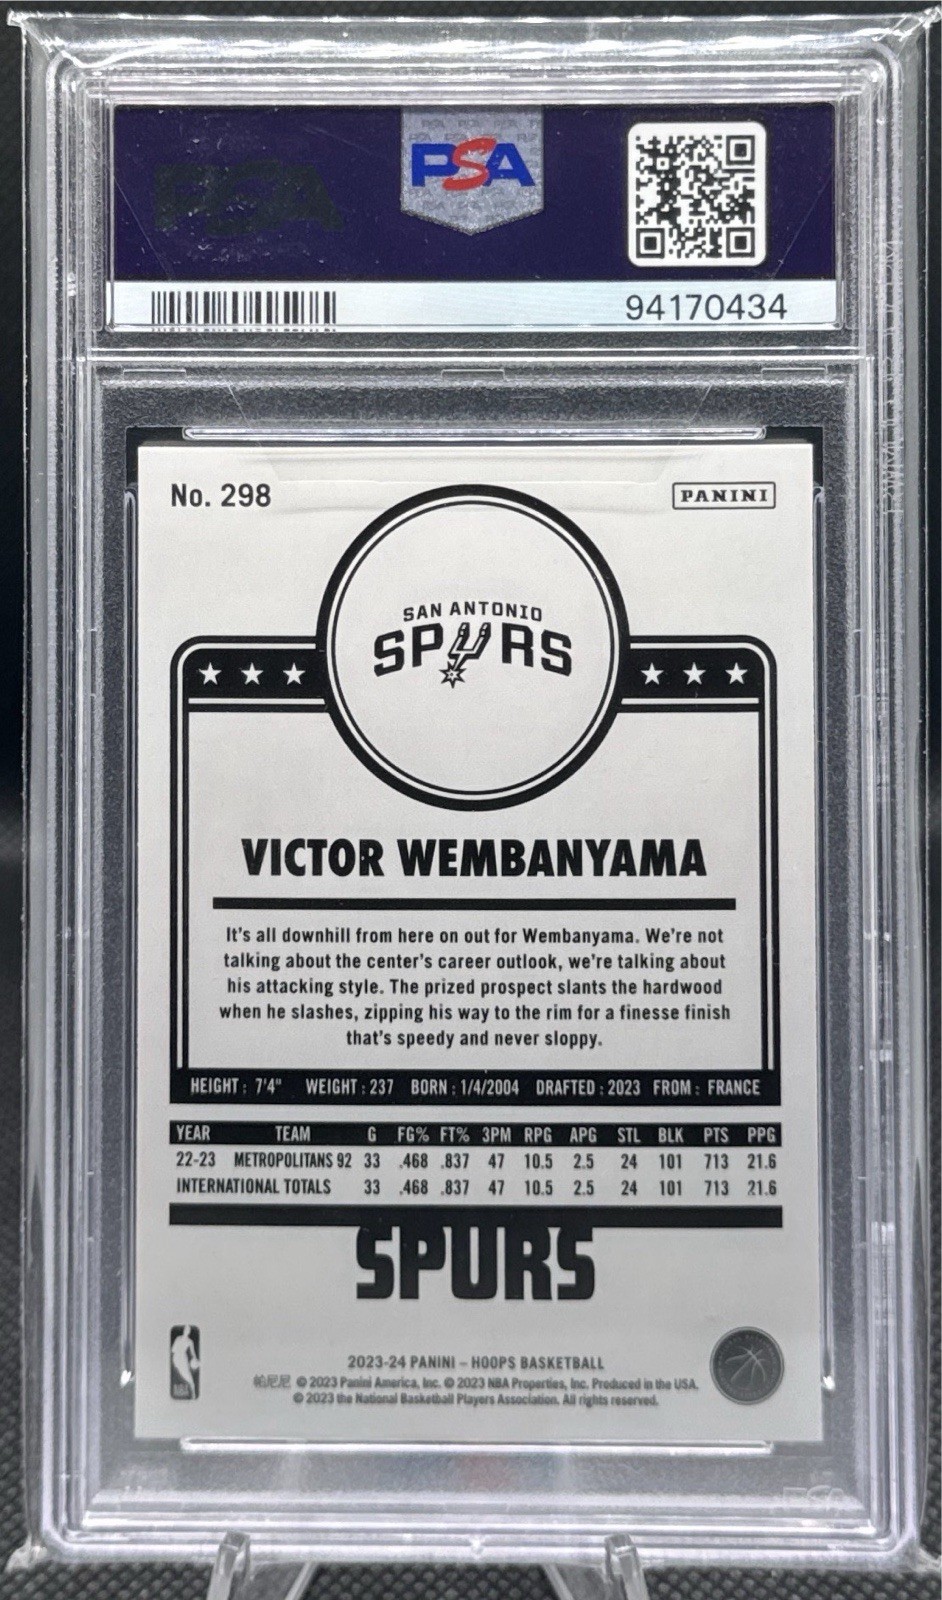 PSA
PSA
94170434
No. 298
PANINI
SAN ANTONIO
SPURS
VICTOR WEMBANYAMA
It's all downhill from here on out for Wembanyama. We're not
talking about the center's career outlook, we're talking about
his attacking style. The prized prospect slants the hardwood
when he slashes, zipping his way to the rim for a finesse finish
that's speedy and never sloppy.
HEIGHT : 7'4" WEIGHT : 237 BORN : 1/4/2004 DRAFTED : 2023 FROM : FRANCE
YEAR TEAM G FG% FT% 3PM RPG APG STL BLK PTS PPG
22-23 METROPOLITANS 92 33 .468 .837 47 10.5 2.5 24 101 713 21.6
INTERNATIONAL TOTALS 33 .468 .837 47 10.5 2.5 24 101 713 21.6
SPURS
NBA
2023-24 PANINI – HOOPS BASKETBALL
帕尼尼 © 2023 Panini America, Inc. © 2023 NBA Properties, Inc. Produced in the USA.
© 2023 the National Basketball Players Association. All rights reserved.
PSA